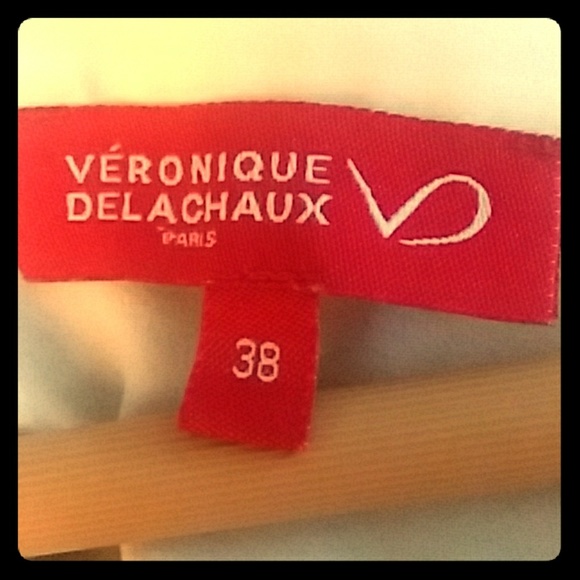 VÉRONIQUE
DELACHAUX
PARIS
38